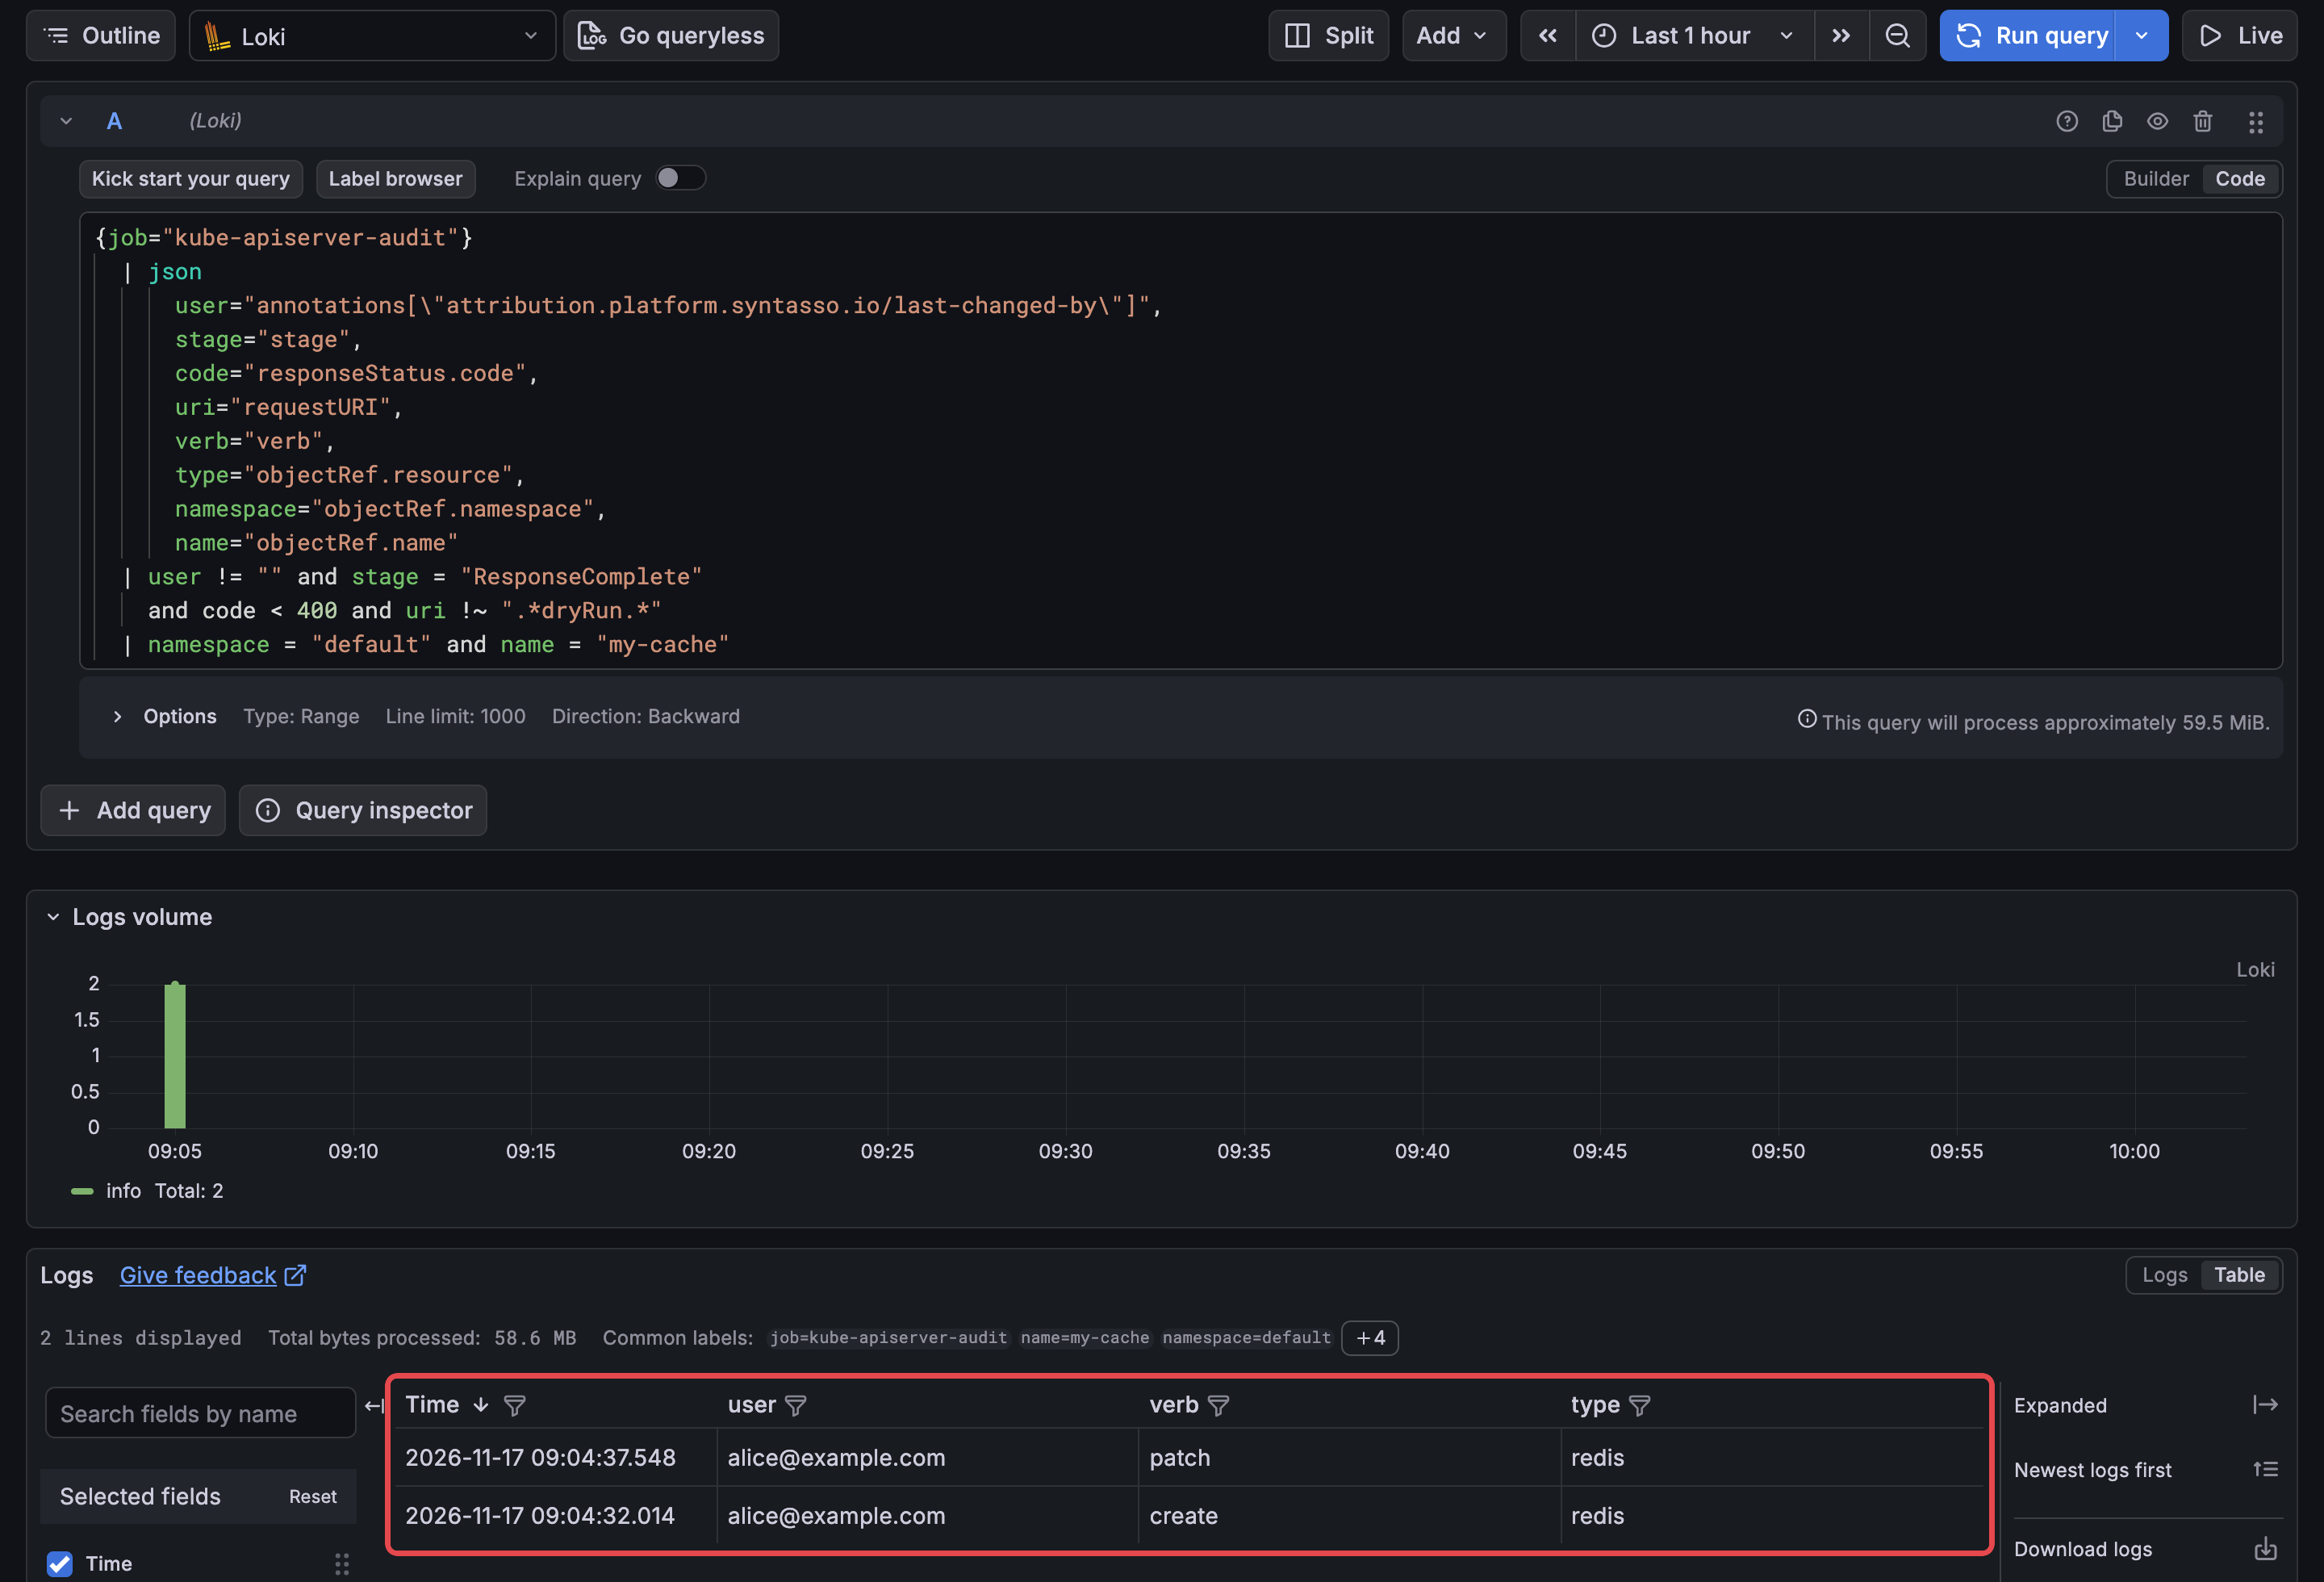 Outline Loki Go queryless Split Add Last 1 hour Run query Live
A (Loki)
Kick start your query Label browser Explain query Builder Code
{job="kube-apiserver-audit"}
| json
user="annotations[\"attribution.platform.syntasso.io/last-changed-by\"]",
stage="stage",
code="responseStatus.code",
uri="requestURI",
verb="verb",
type="objectRef.resource",
namespace="objectRef.namespace",
name="objectRef.name"
| user != "" and stage = "ResponseComplete"
and code < 400 and uri !~ ".*dryRun.*"
| namespace = "default" and name = "my-cache"
Options Type: Range Line limit: 1000 Direction: Backward This query will process approximately 59.5 MiB.
+ Add query Query inspector
Logs volume
Loki
2
1.5
1
0.5
0
09:05 09:10 09:15 09:20 09:25 09:30 09:35 09:40 09:45 09:50 09:55 10:00
info Total: 2
Logs Give feedback Logs Table
2 lines displayed Total bytes processed: 58.6 MB Common labels: job=kube-apiserver-audit name=my-cache namespace=default +4
Search fields by name Time user verb type Expanded
2026-11-17 09:04:37.548 alice@example.com patch redis Newest logs first
Selected fields Reset
2026-11-17 09:04:32.014 alice@example.com create redis
Time Download logs